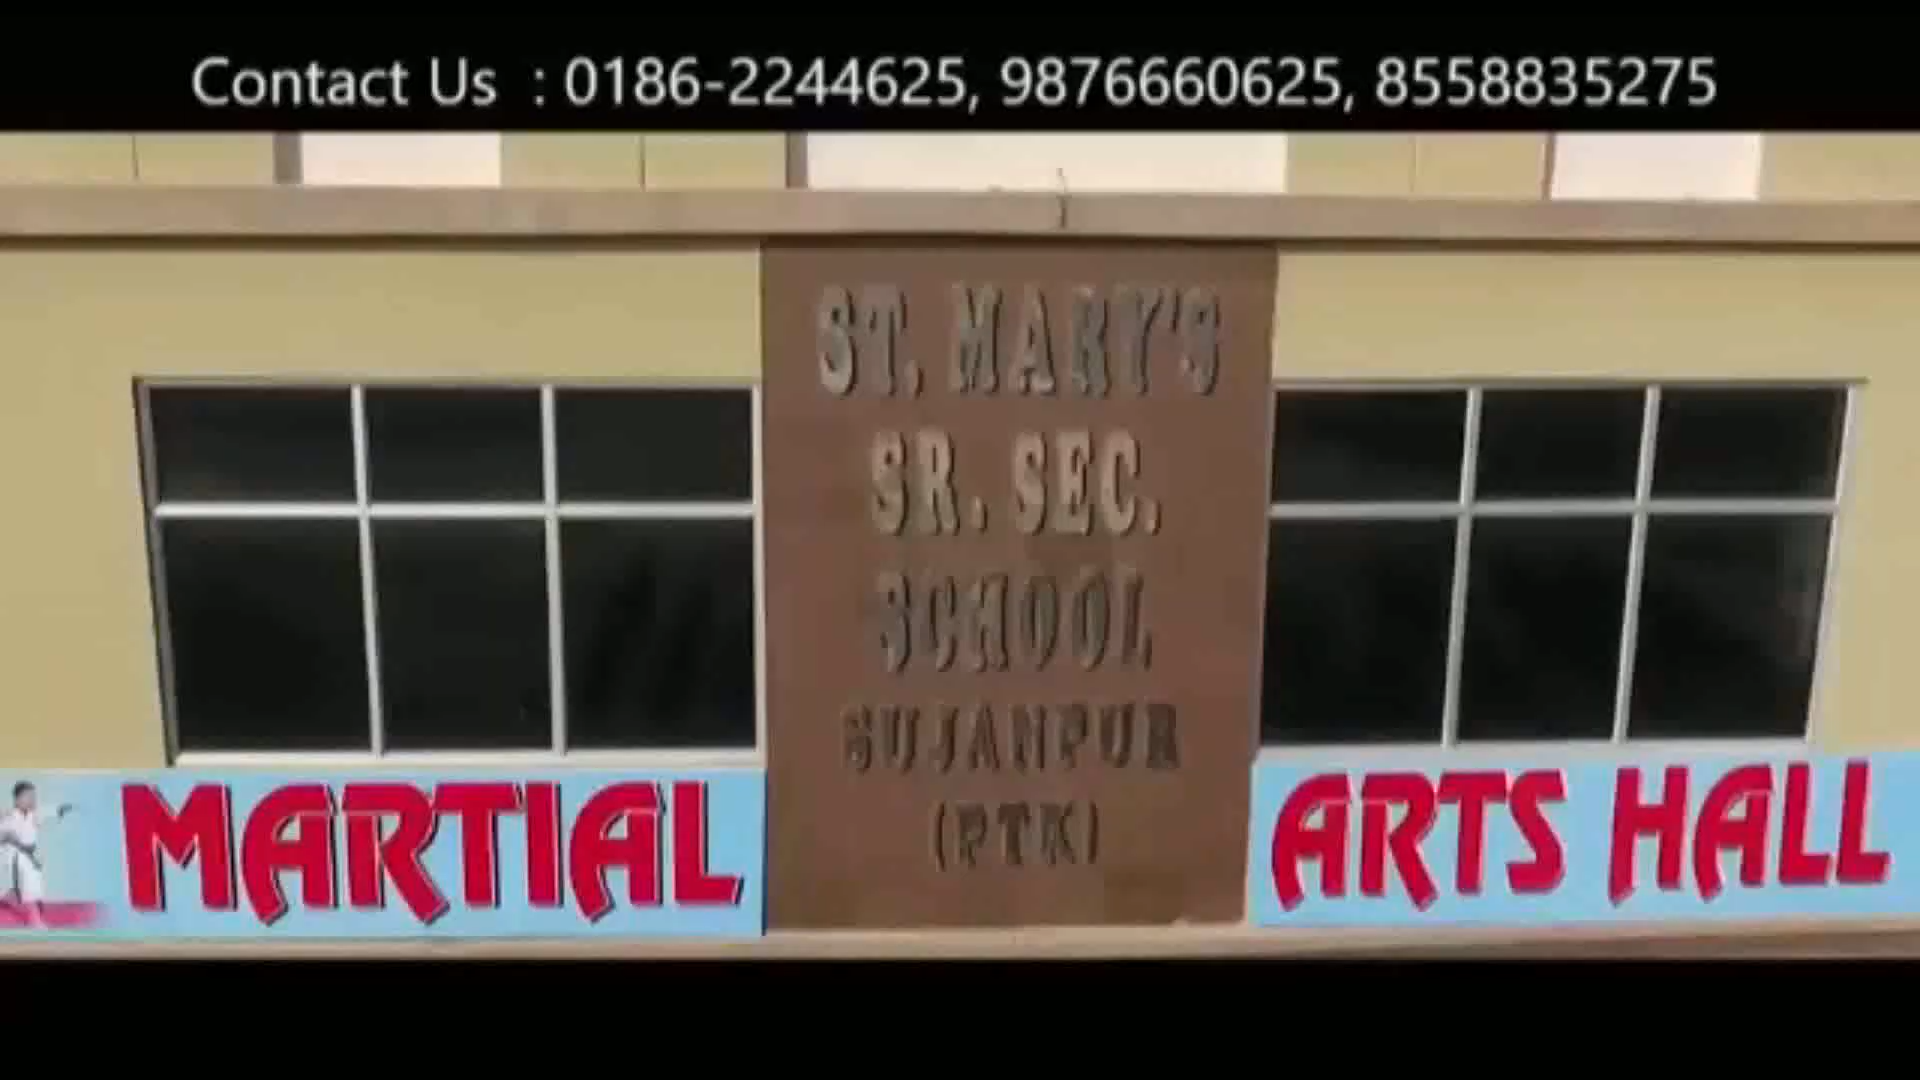 Contact Us : 0186-2244625, 9876660625, 8558835275
ST. MARY'S
SR. SEC.
SCHOOL
SUJANPUR
(PTK)
MARTIAL ARTS HALL